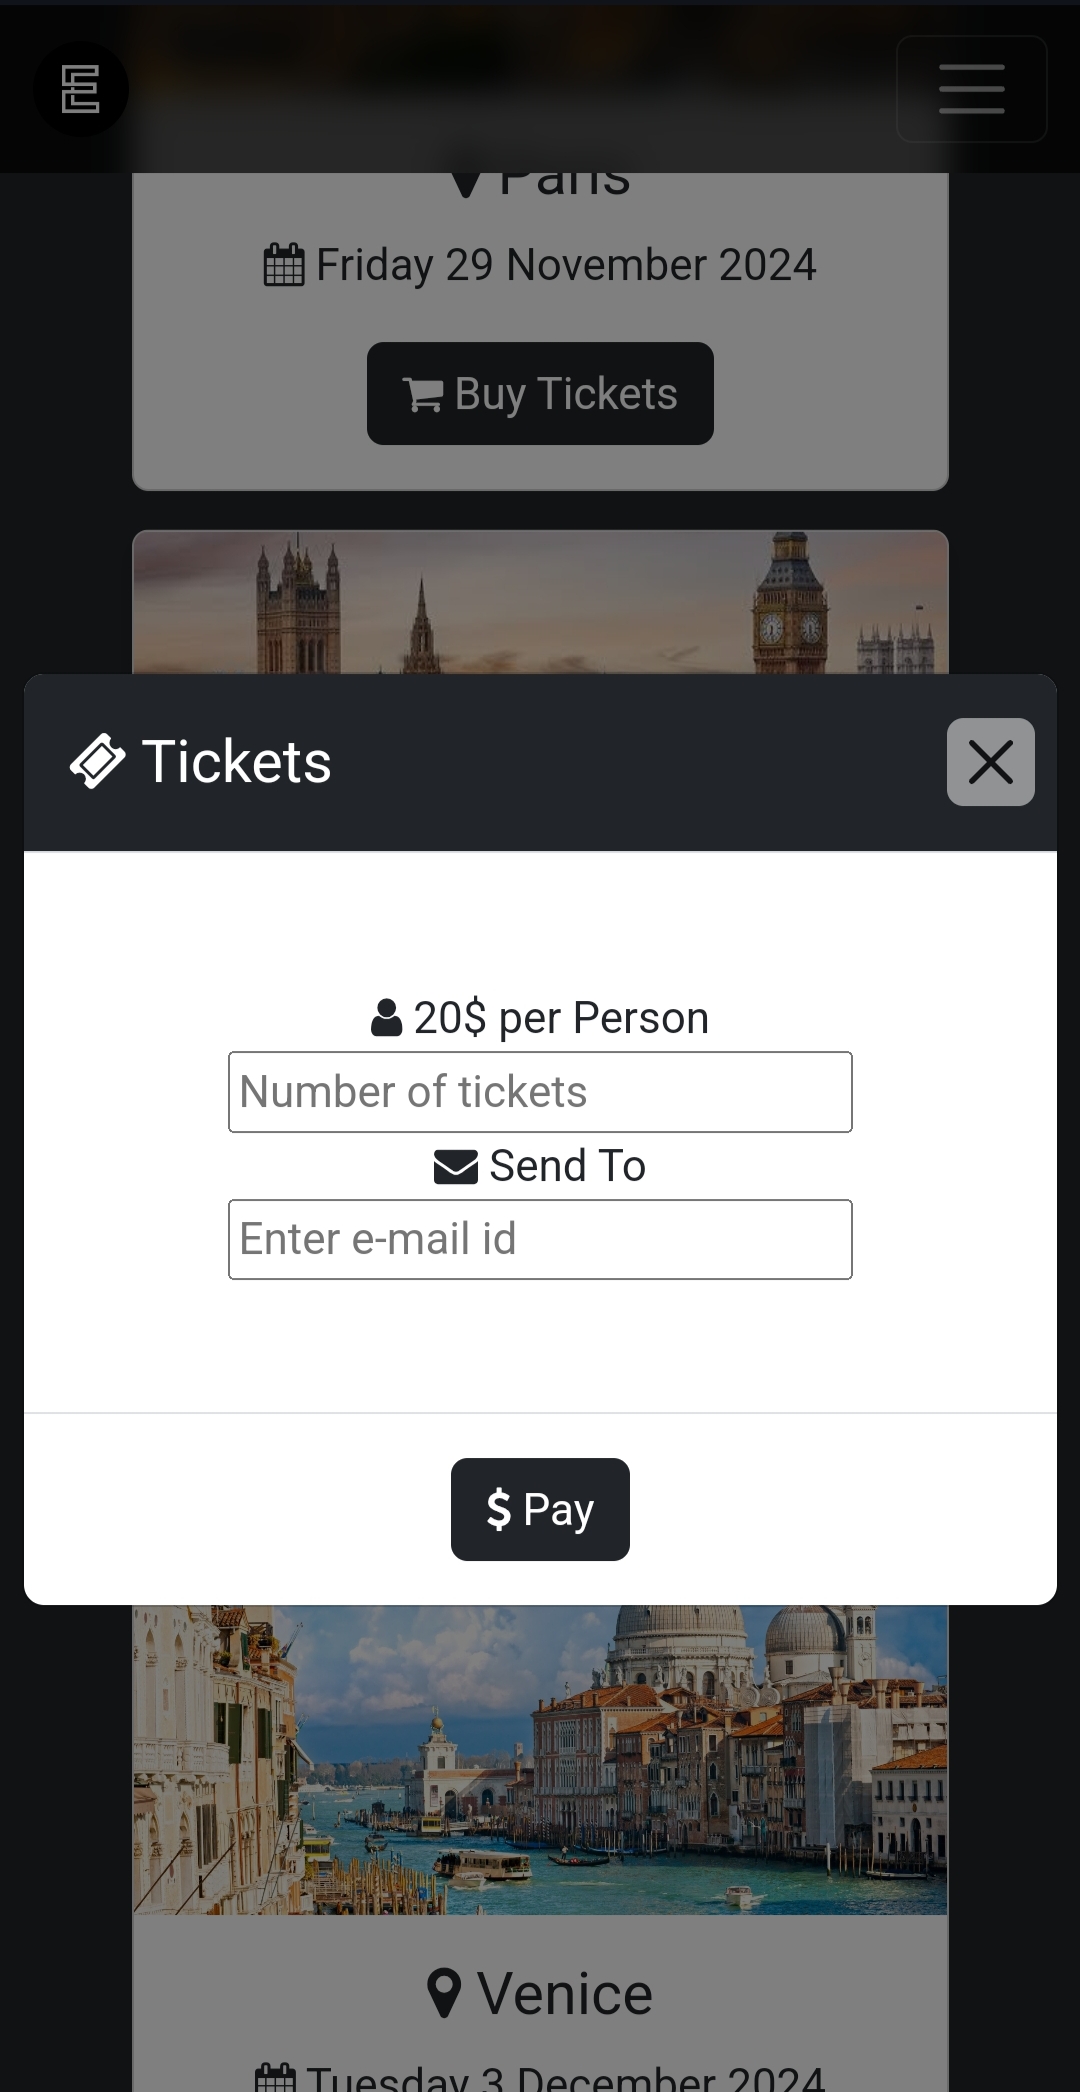 Paris
Friday 29 November 2024
Buy Tickets
Tickets
20$ per Person
Number of tickets
Send To
Enter e-mail id
$ Pay
Venice
Tuesday 3 December 2024